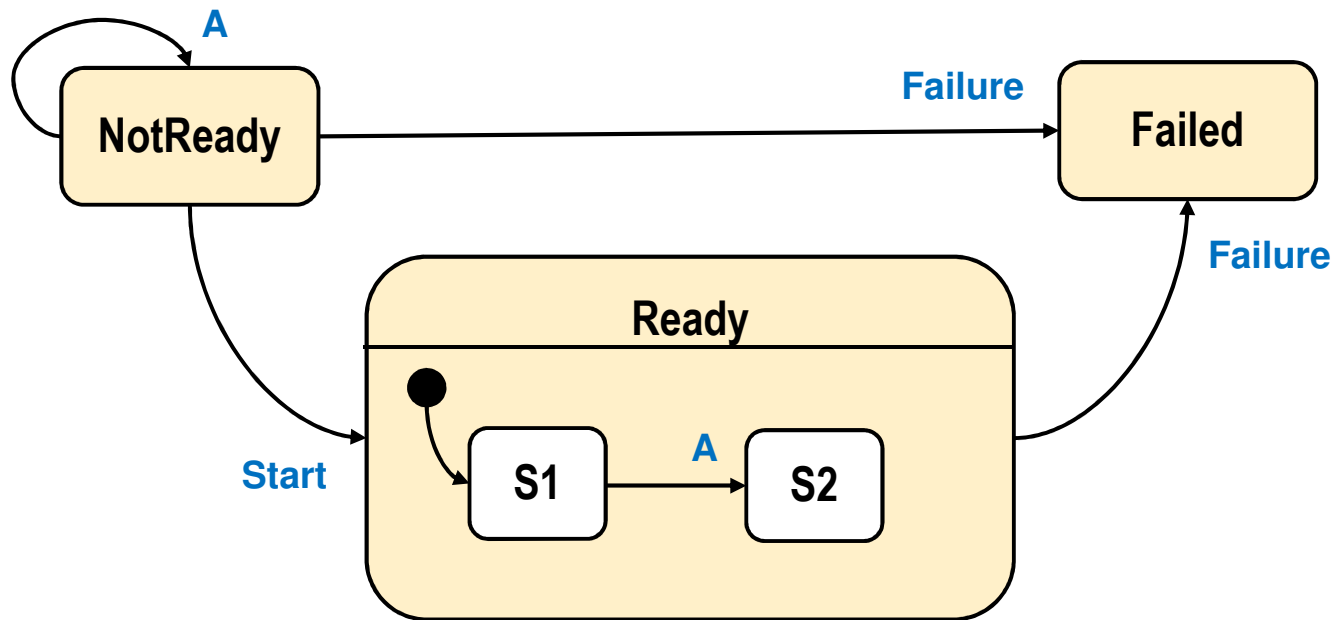 A
NotReady
Failure
Failed
Failure
Ready
Start
S1
A
S2